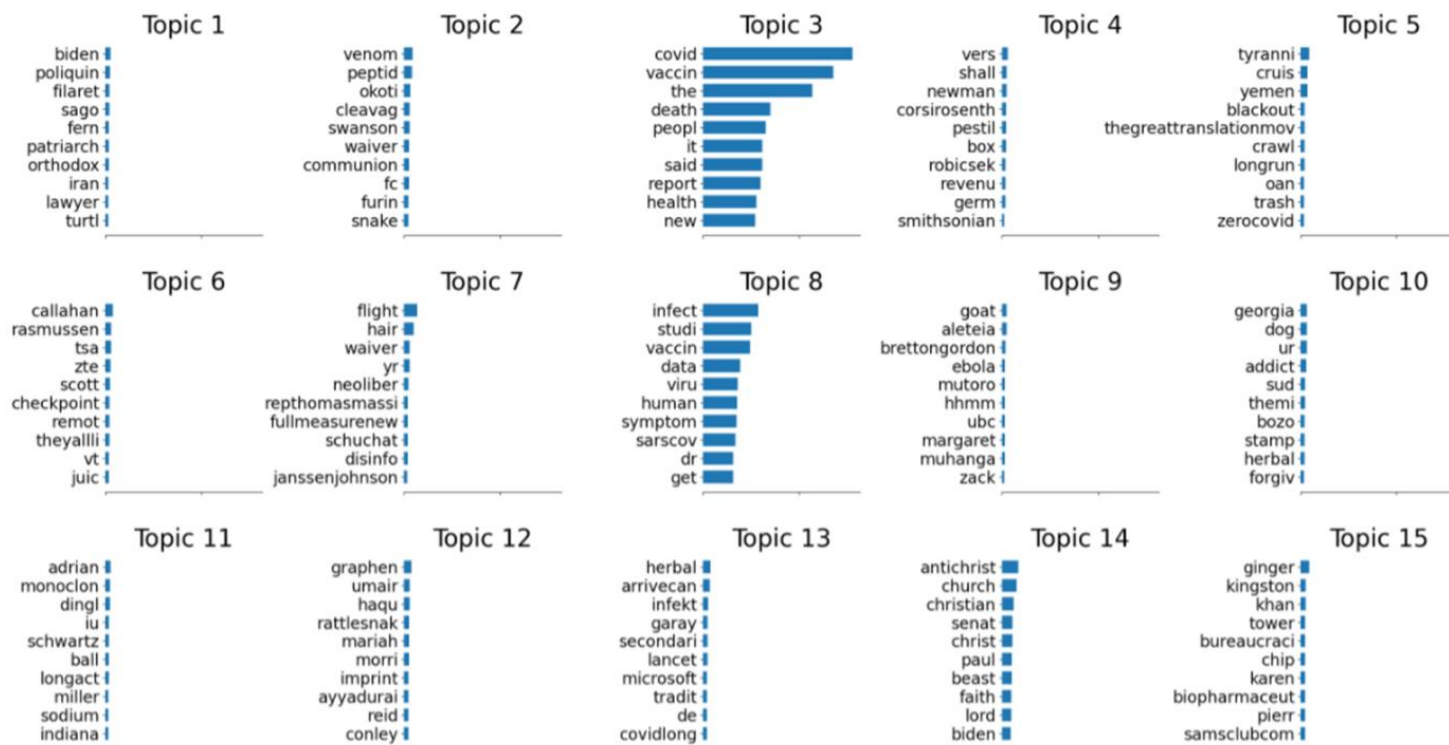 Topic 1
biden
poliquin
filaret
sago
fern
patriarch
orthodox
iran
lawyer
turtl
Topic 2
venom
peptid
okoti
cleavag
swanson
waiver
communion
fc
furin
snake
Topic 3
covid
vaccin
the
death
peopl
it
said
report
health
new
Topic 4
vers
shall
newman
corsirosenth
pestil
box
robicsek
revenu
germ
smithsonian
Topic 5
tyranni
cruis
yemen
blackout
thegreattranslationmov
crawl
longrun
oan
trash
zerocovid
Topic 6
callahan
rasmussen
tsa
zte
scott
checkpoint
remot
theyallli
vt
juic
Topic 7
flight
hair
waiver
yr
neoliber
repthomasmassi
fullmeasurenew
schuchat
disinfo
janssenjohnson
Topic 8
infect
studi
vaccin
data
viru
human
symptom
sarscov
dr
get
Topic 9
goat
aleteia
brettongordon
ebola
mutoro
hhmm
ubc
margaret
muhanga
zack
Topic 10
georgia
dog
ur
addict
sud
themi
bozo
stamp
herbal
forgiv
Topic 11
adrian
monoclon
dingl
iu
schwartz
ball
longact
miller
sodium
indiana
Topic 12
graphen
umair
haqu
rattlesnak
mariah
morri
imprint
ayyadurai
reid
conley
Topic 13
herbal
arrivecan
infekt
garay
secondari
lancet
microsoft
tradit
de
covidlong
Topic 14
antichrist
church
christian
senat
christ
paul
beast
faith
lord
biden
Topic 15
ginger
kingston
khan
tower
bureaucraci
chip
karen
biopharmaceut
pierr
samsclubcom